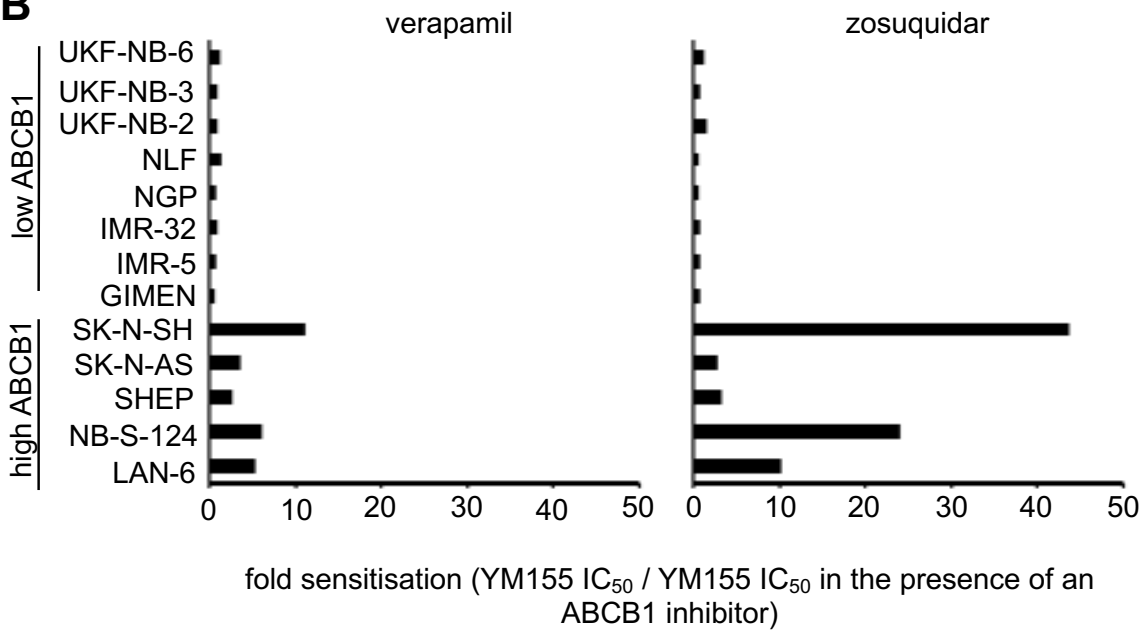 B
verapamil
zosuquidar
low ABCB1
UKF-NB-6
UKF-NB-3
UKF-NB-2
NLF
NGP
IMR-32
IMR-5
GIMEN
high ABCB1
SK-N-SH
SK-N-AS
SHEP
NB-S-124
LAN-6
0 10 20 30 40 50
0 10 20 30 40 50
fold sensitisation (YM155 IC₅₀ / YM155 IC₅₀ in the presence of an
ABCB1 inhibitor)